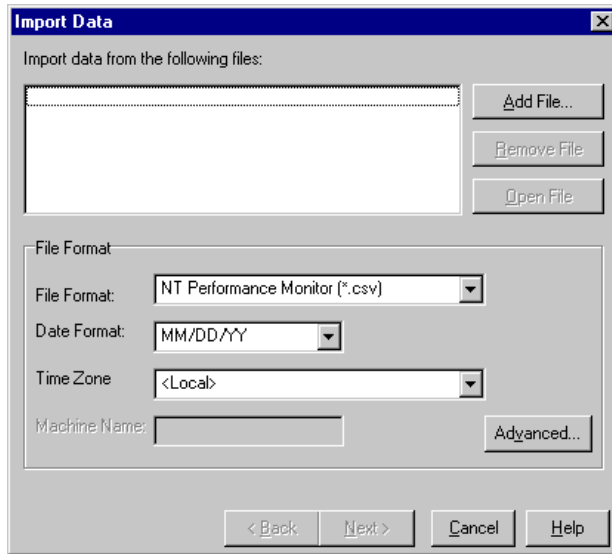 Import Data
Import data from the following files:
Add File...
Remove File
Open File
File Format
File Format: NT Performance Monitor (*.csv)
Date Format: MM/DD/YY
Time Zone <Local>
Machine Name:
Advanced...
< Back Next > Cancel Help